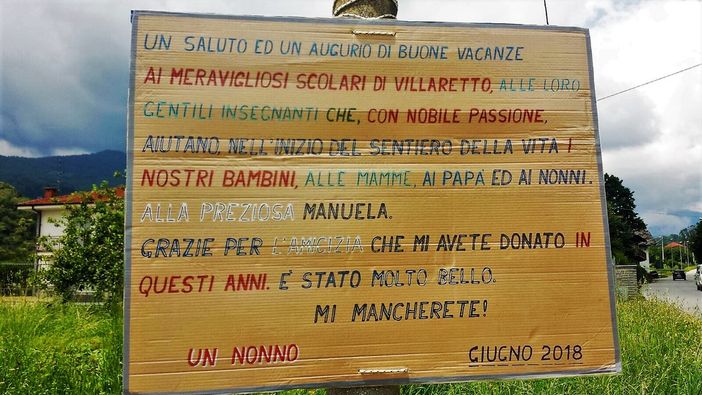 UN SALUTO ED UN AUGURIO DI BUONE VACANZE
AI MERAVIGLIOSI SCOLARI DI VILLARETTO, ALLE LORO
GENTILI INSEGNANTI CHE, CON NOBILE PASSIONE,
AIUTANO, NELL'INIZIO DEL SENTIERO DELLA VITA I
NOSTRI BAMBINI, ALLE MAMME, AI PAPÀ ED AI NONNI.
ALLA PREZIOSA MANUELA.
GRAZIE PER L'AMICIZIA CHE MI AVETE DONATO IN
QUESTI ANNI. E' STATO MOLTO BELLO.
MI MANCHERETE!
UN NONNO GIUGNO 2018